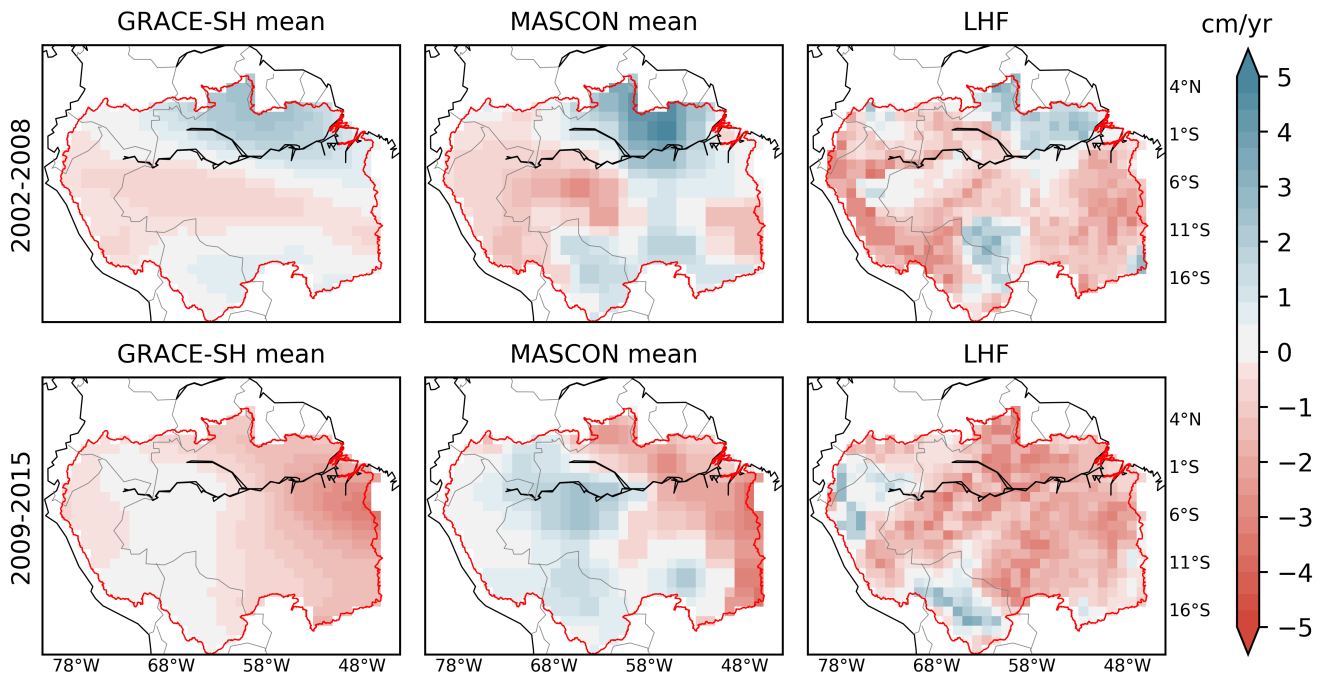 GRACE-SH mean MASCON mean LHF cm/yr
2002-2008
4°N
1°S
6°S
11°S
16°S
GRACE-SH mean MASCON mean LHF
2009-2015
4°N
1°S
6°S
11°S
16°S
78°W 68°W 58°W 48°W 78°W 68°W 58°W 48°W 78°W 68°W 58°W 48°W
5
4
3
2
1
0
−1
−2
−3
−4
−5